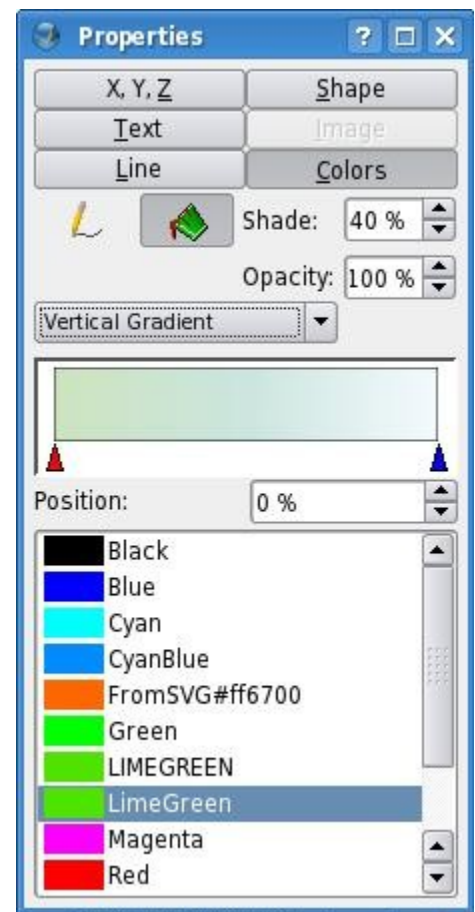 Properties
X, Y, Z Shape
Text Image
Line Colors
Shade: 40 %
Opacity: 100 %
Vertical Gradient
Position: 0 %
Black
Blue
Cyan
CyanBlue
FromSVG#ff6700
Green
LIMEGREEN
LimeGreen
Magenta
Red